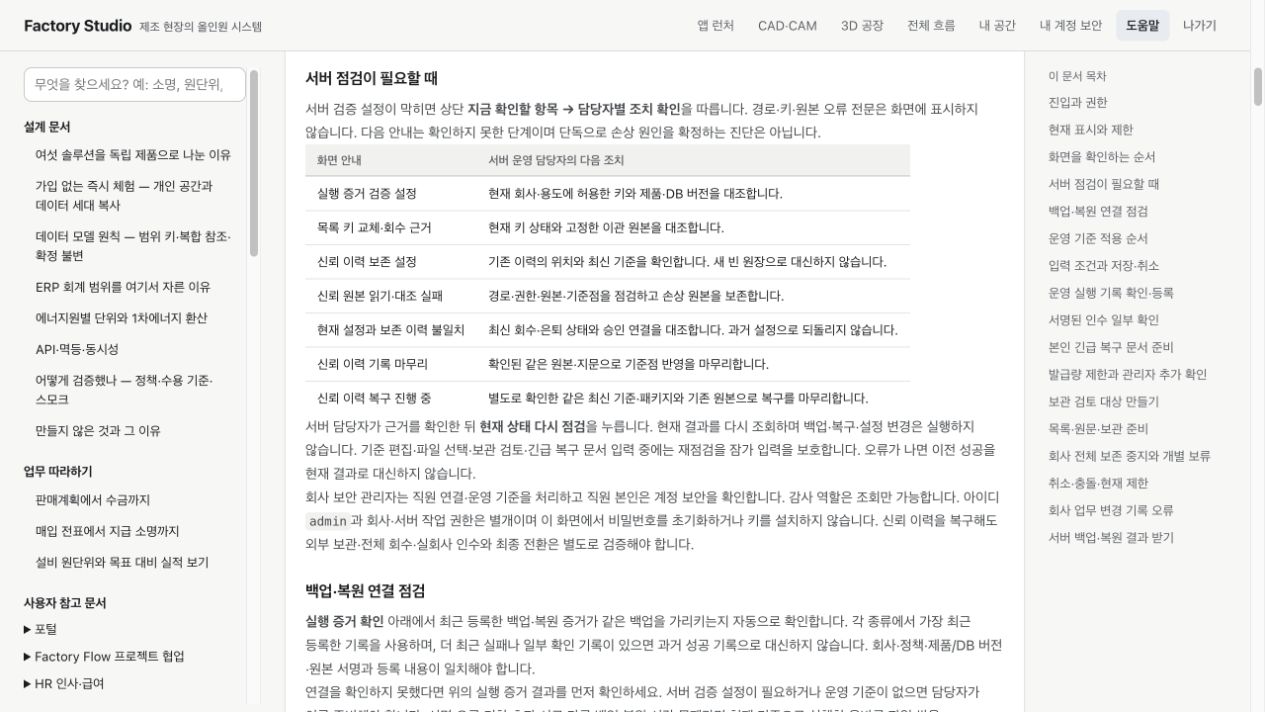 Factory Studio 제조 현장의 올인원 시스템
앱 런처 CAD·CAM 3D 공장 전체 흐름 내 공간 내 계정 보안 도움말 나가기
무엇을 찾으세요? 예: 소명, 원단위,
설계 문서
여섯 솔루션을 독립 제품으로 나눈 이유
가입 없는 즉시 체험 — 개인 공간과
데이터 세대 복사
데이터 모델 원칙 — 범위 키·복합 참조·
확정 불변
ERP 회계 범위를 여기서 자른 이유
에너지원별 단위와 1차에너지 환산
API·멱등·동시성
어떻게 검증했나 — 정책·수용 기준·
스모크
만들지 않은 것과 그 이유
업무 따라하기
판매계획에서 수금까지
매입 전표에서 지급 소명까지
설비 원단위와 목표 대비 실적 보기
사용자 참고 문서
▶ 포털
▶ Factory Flow 프로젝트 협업
▶ HR 인사·급여
서버 점검이 필요할 때
서버 검증 설정이 막히면 상단 지금 확인할 항목 → 담당자별 조치 확인을 따릅니다. 경로·키·원본 오류 전문은 화면에 표시하지
않습니다. 다음 안내는 확인하지 못한 단계이며 단독으로 손상 원인을 확정하는 진단은 아닙니다.
화면 안내 서버 운영 담당자의 다음 조치
실행 증거 검증 설정 현재 회사·용도에 허용한 키와 제품·DB 버전을 대조합니다.
목록 키 교체·회수 근거 현재 키 상태와 고정한 이관 원본을 대조합니다.
신뢰 이력 보존 설정 기존 이력의 위치와 최신 기준을 확인합니다. 새 빈 원장으로 대신하지 않습니다.
신뢰 원본 읽기·대조 실패 경로·권한·원본·기준점을 점검하고 손상 원본을 보존합니다.
현재 설정과 보존 이력 불일치 최신 회수·은퇴 상태와 승인 연결을 대조합니다. 과거 설정으로 되돌리지 않습니다.
신뢰 이력 기록 마무리 확인된 같은 원본·지문으로 기준점 반영을 마무리합니다.
신뢰 이력 복구 진행 중 별도로 확인한 같은 최신 기준·패키지와 기존 원본으로 복구를 마무리합니다.
서버 담당자가 근거를 확인한 뒤 현재 상태 다시 점검을 누릅니다. 현재 결과를 다시 조회하며 백업·복구·설정 변경은 실행하지
않습니다. 기준 편집·파일 선택·보관 검토·긴급 복구 문서 입력 중에는 재점검을 잠가 입력을 보호합니다. 오류가 나면 이전 성공을
현재 결과로 대신하지 않습니다.
회사 보안 관리자는 직원 연결·운영 기준을 처리하고 직원 본인은 계정 보안을 확인합니다. 감사 역할은 조회만 가능합니다. 아이디
admin 과 회사·서버 작업 권한은 별개이며 이 화면에서 비밀번호를 초기화하거나 키를 설치하지 않습니다. 신뢰 이력을 복구해도
외부 보관·전체 회수·실회사 인수와 최종 전환은 별도로 검증해야 합니다.
백업·복원 연결 점검
실행 증거 확인 아래에서 최근 등록한 백업·복원 증거가 같은 백업을 가리키는지 자동으로 확인합니다. 각 종류에서 가장 최근
등록한 기록을 사용하며, 더 최근 실패나 일부 확인 기록이 있으면 과거 성공 기록으로 대신하지 않습니다. 회사·정책·제품/DB 버전
·원본 서명과 등록 내용이 일치해야 합니다.
연결을 확인하지 못했다면 위의 실행 증거 결과를 먼저 확인하세요. 서버 검증 설정이 필요하거나 운영 기준이 없으면 담당자가
이 문서 목차
진입과 권한
현재 표시와 제한
화면을 확인하는 순서
서버 점검이 필요할 때
백업·복원 연결 점검
운영 기준 적용 순서
입력 조건과 저장·취소
운영 실행 기록 확인·등록
서명된 인수 일부 확인
본인 긴급 복구 문서 준비
발급량 제한과 관리자 추가 확인
보관 검토 대상 만들기
목록·원문·보관 준비
회사 전체 보존 중지와 개별 보류
취소·충돌·현재 제한
회사 업무 변경 기록 오류
서버 백업·복원 결과 받기